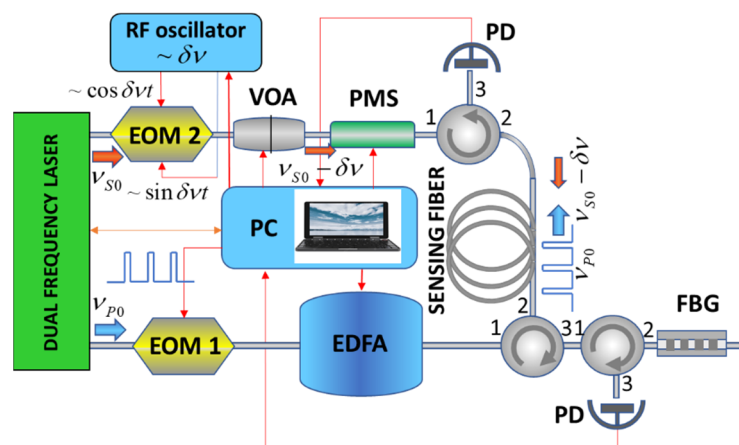 RF oscillator
~ δν
PD
~ cos δνt
VOA
PMS
3
1
2
EOM 2
ν_S0
~ sin δνt
ν_S0 – δν
DUAL FREQUENCY LASER
PC
SENSING FIBER
ν_S0 – δν
ν_P0
ν_P0
EOM 1
EDFA
2
1
3
1
2
FBG
3
PD